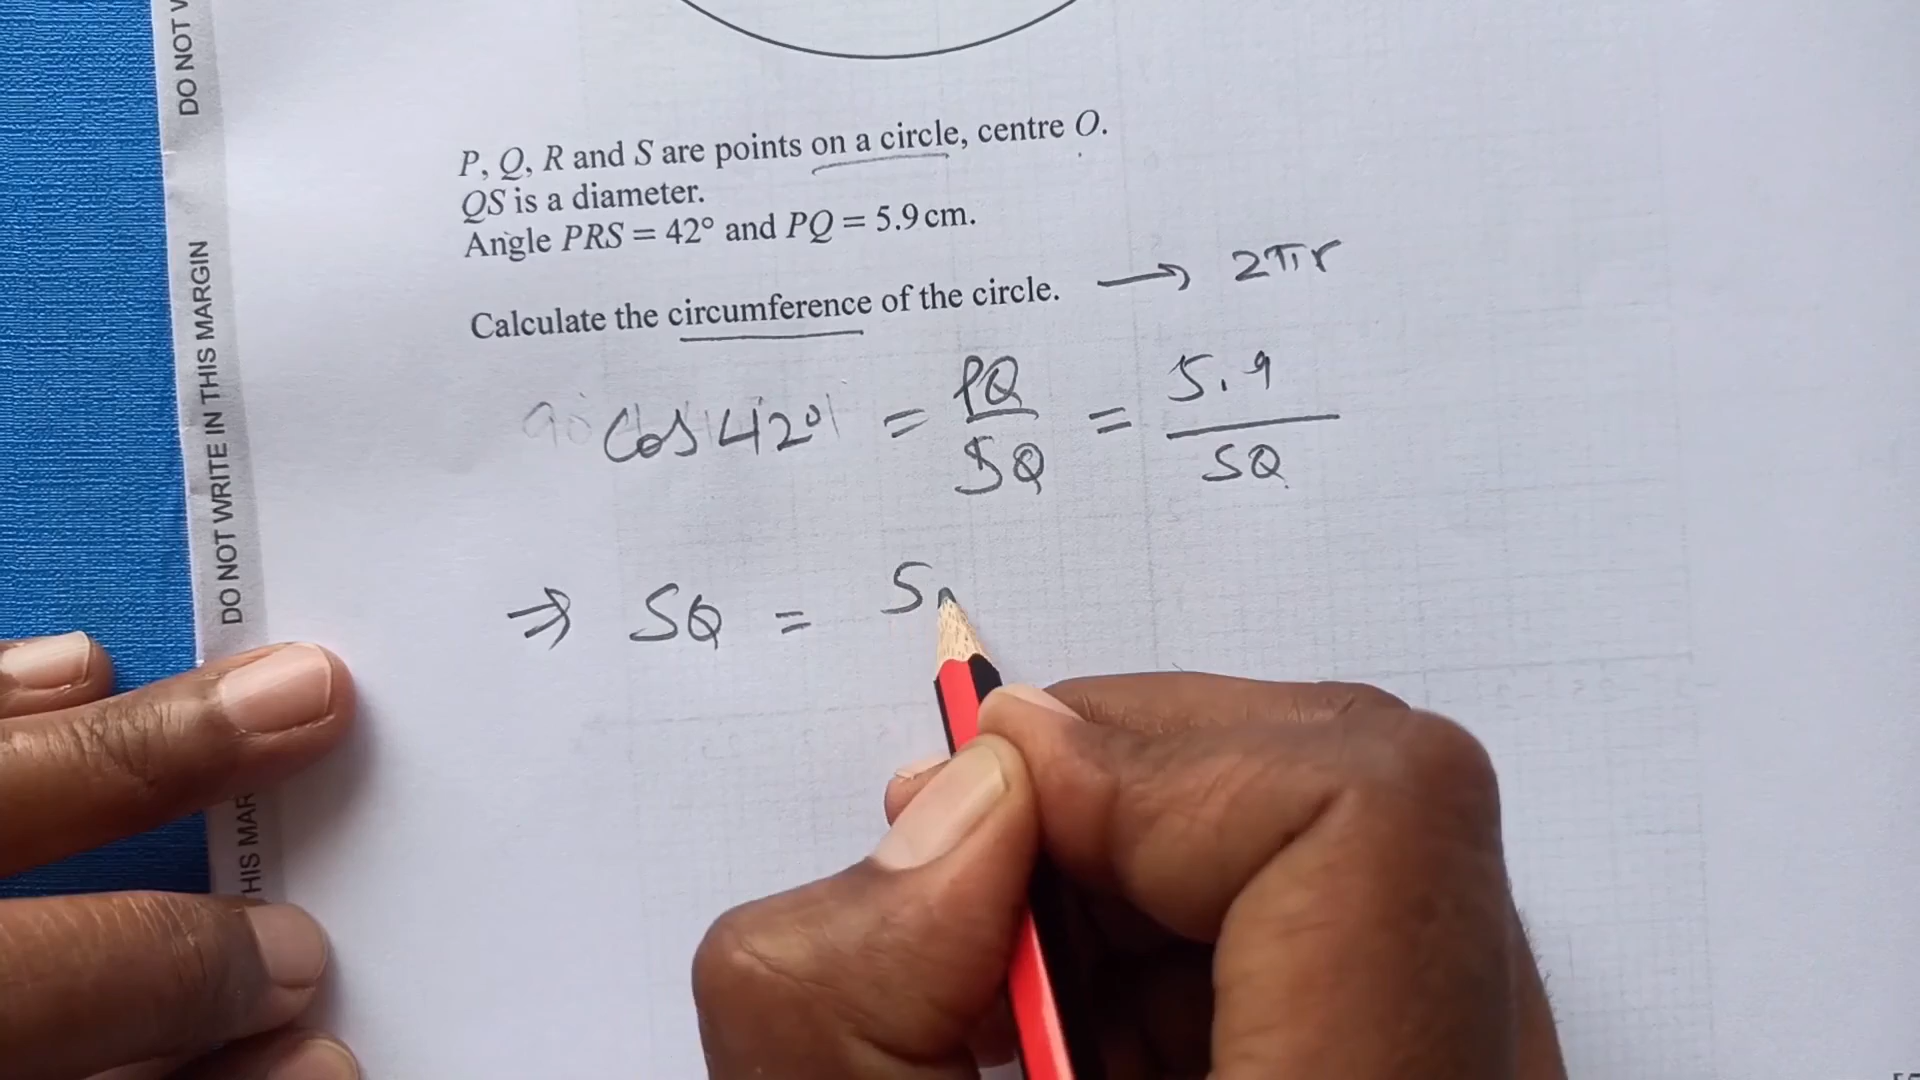 DO NOT W
P, Q, R and S are points on a circle, centre O.
QS is a diameter.
Angle PRS = 42° and PQ = 5.9 cm.
Calculate the circumference of the circle. → 2πr
Cos 42° = PQ/SQ = 5.9/SQ
⇒ SQ = 5.
DO NOT WRITE IN THIS MARGIN
HIS MAR